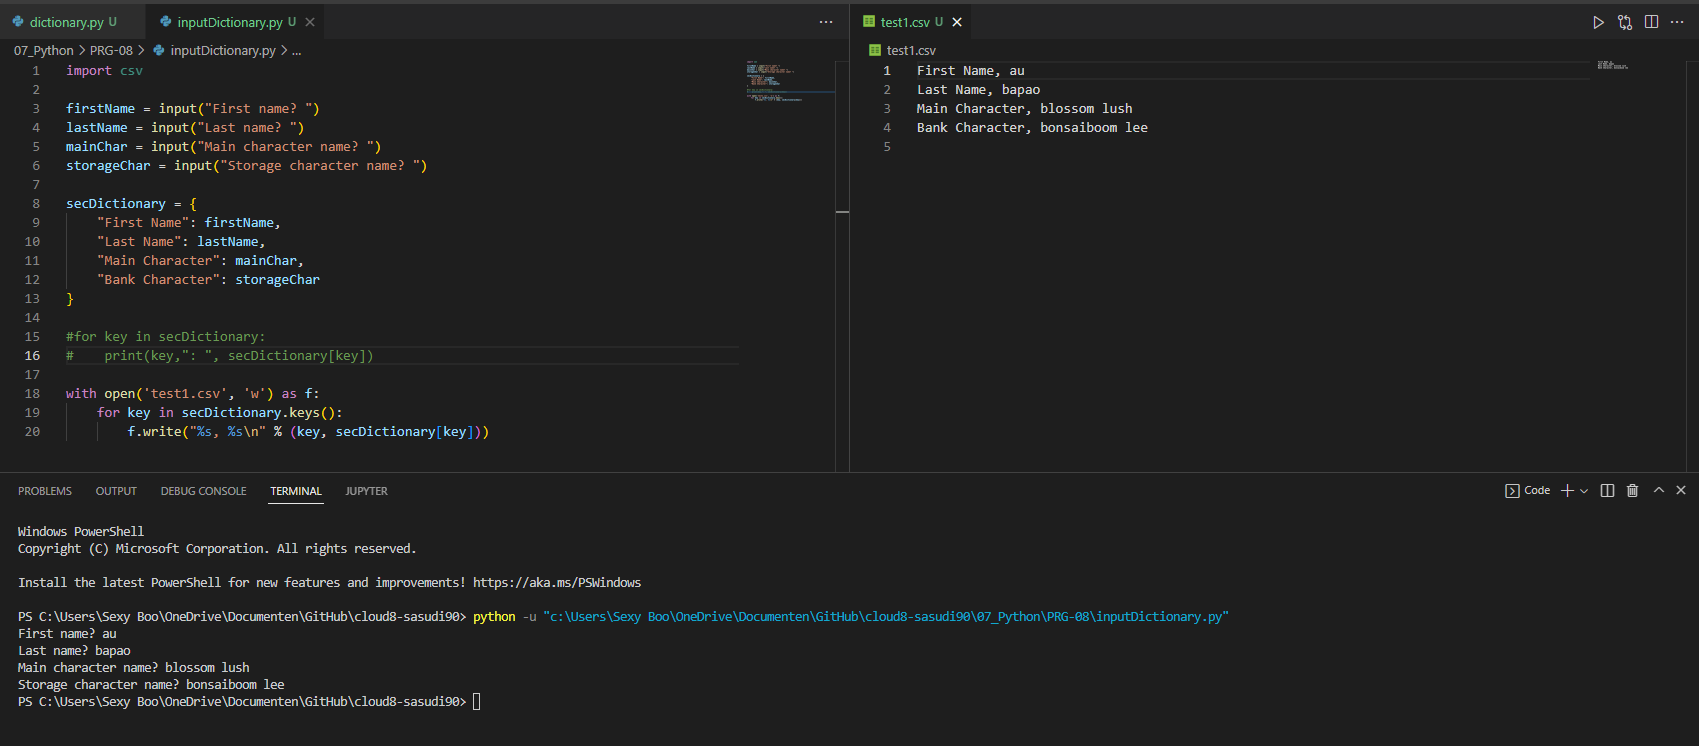 dictionary.py U
inputDictionary.py U
07_Python > PRG-08 > inputDictionary.py > ...
1 import csv
2
3 firstName = input("First name? ")
4 lastName = input("Last name? ")
5 mainChar = input("Main character name? ")
6 storageChar = input("Storage character name? ")
7
8 secDictionary = {
9     "First Name": firstName,
10     "Last Name": lastName,
11     "Main Character": mainChar,
12     "Bank Character": storageChar
13 }
14
15 #for key in secDictionary:
16 #    print(key,": ", secDictionary[key])
17
18 with open('test1.csv', 'w') as f:
19     for key in secDictionary.keys():
20         f.write("%s, %s\n" % (key, secDictionary[key]))
test1.csv U
test1.csv
1 First Name, au
2 Last Name, bapao
3 Main Character, blossom lush
4 Bank Character, bonsaiboom lee
5
PROBLEMS OUTPUT DEBUG CONSOLE TERMINAL JUPYTER
Code
Windows PowerShell
Copyright (C) Microsoft Corporation. All rights reserved.
Install the latest PowerShell for new features and improvements! https://aka.ms/PSWindows
PS C:\Users\Sexy Boo\OneDrive\Documenten\GitHub\cloud8-sasudi90> python -u "c:\Users\Sexy Boo\OneDrive\Documenten\GitHub\cloud8-sasudi90\07_Python\PRG-08\inputDictionary.py"
First name? au
Last name? bapao
Main character name? blossom lush
Storage character name? bonsaiboom lee
PS C:\Users\Sexy Boo\OneDrive\Documenten\GitHub\cloud8-sasudi90>